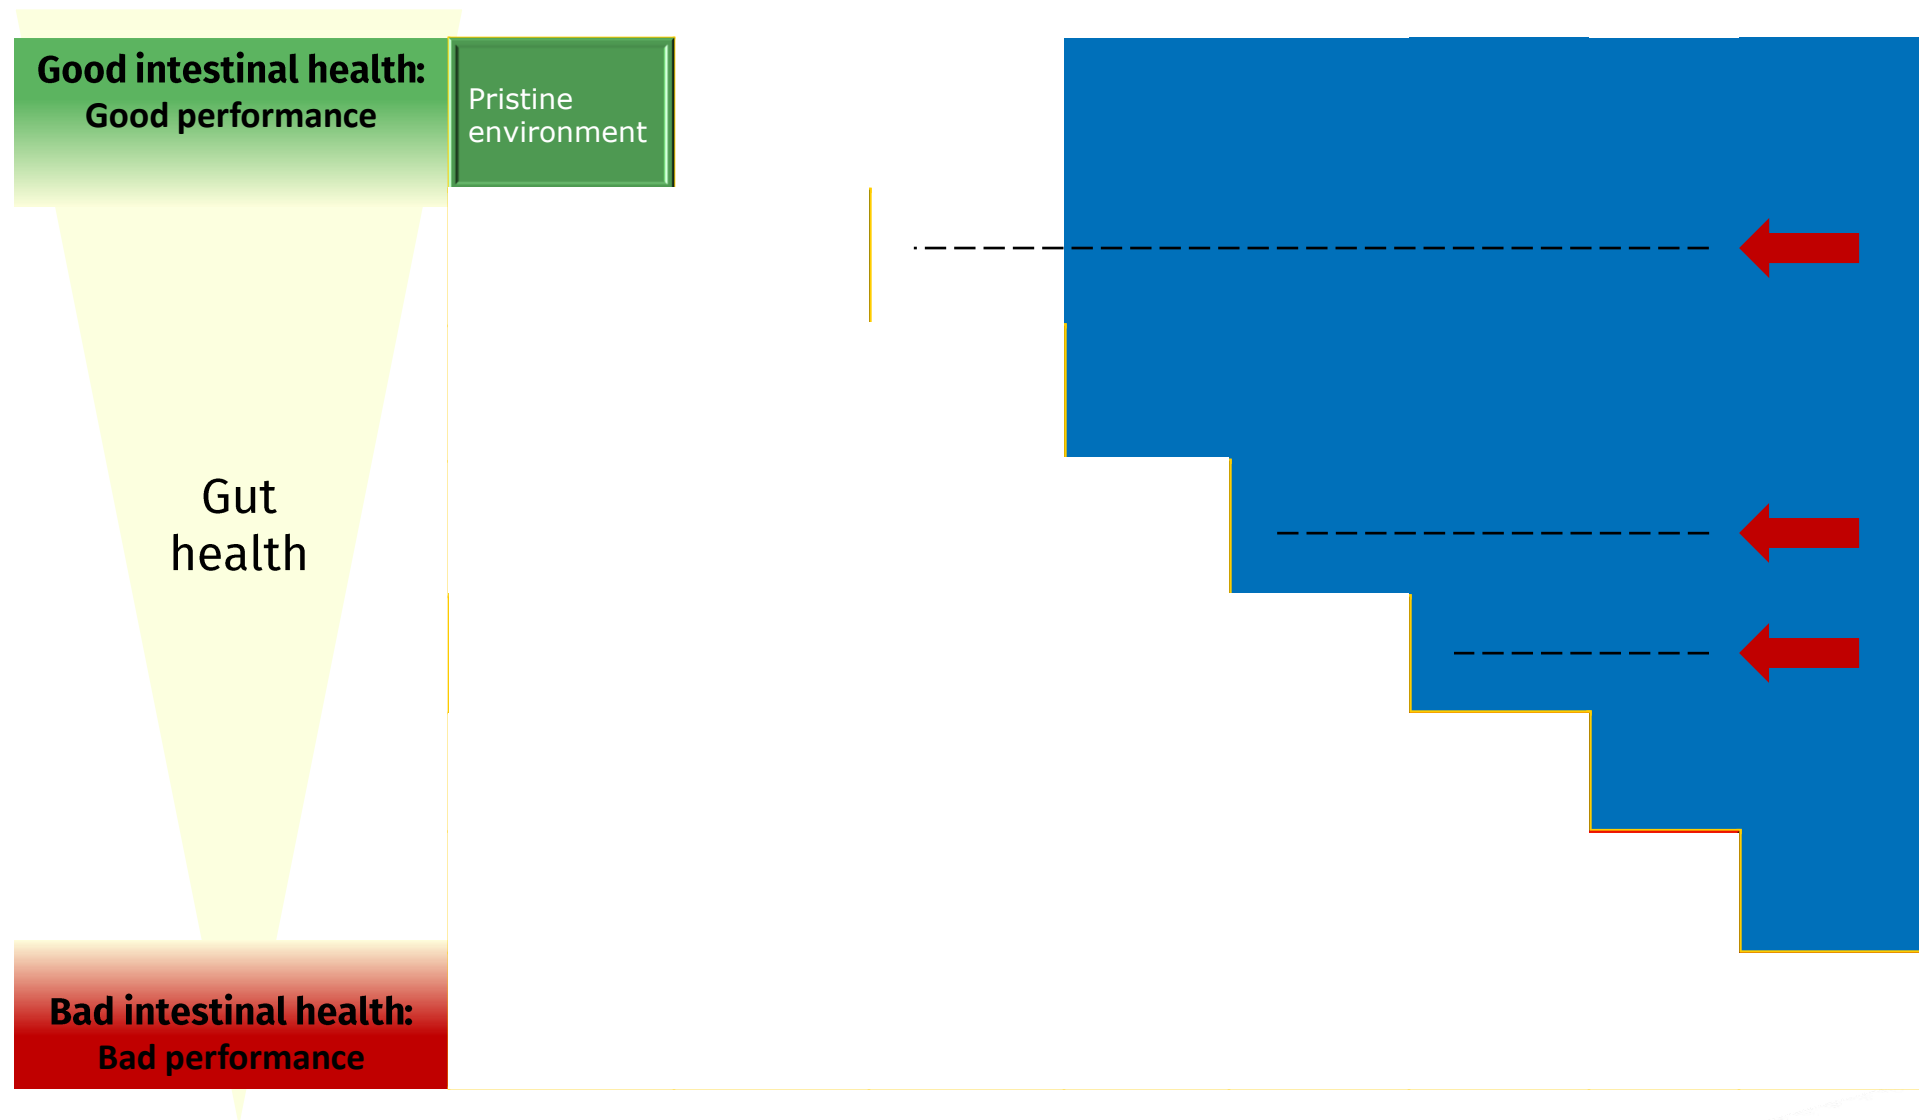 Good intestinal health:
Good performance
Pristine
environment
Gut
health
Bad intestinal health:
Bad performance